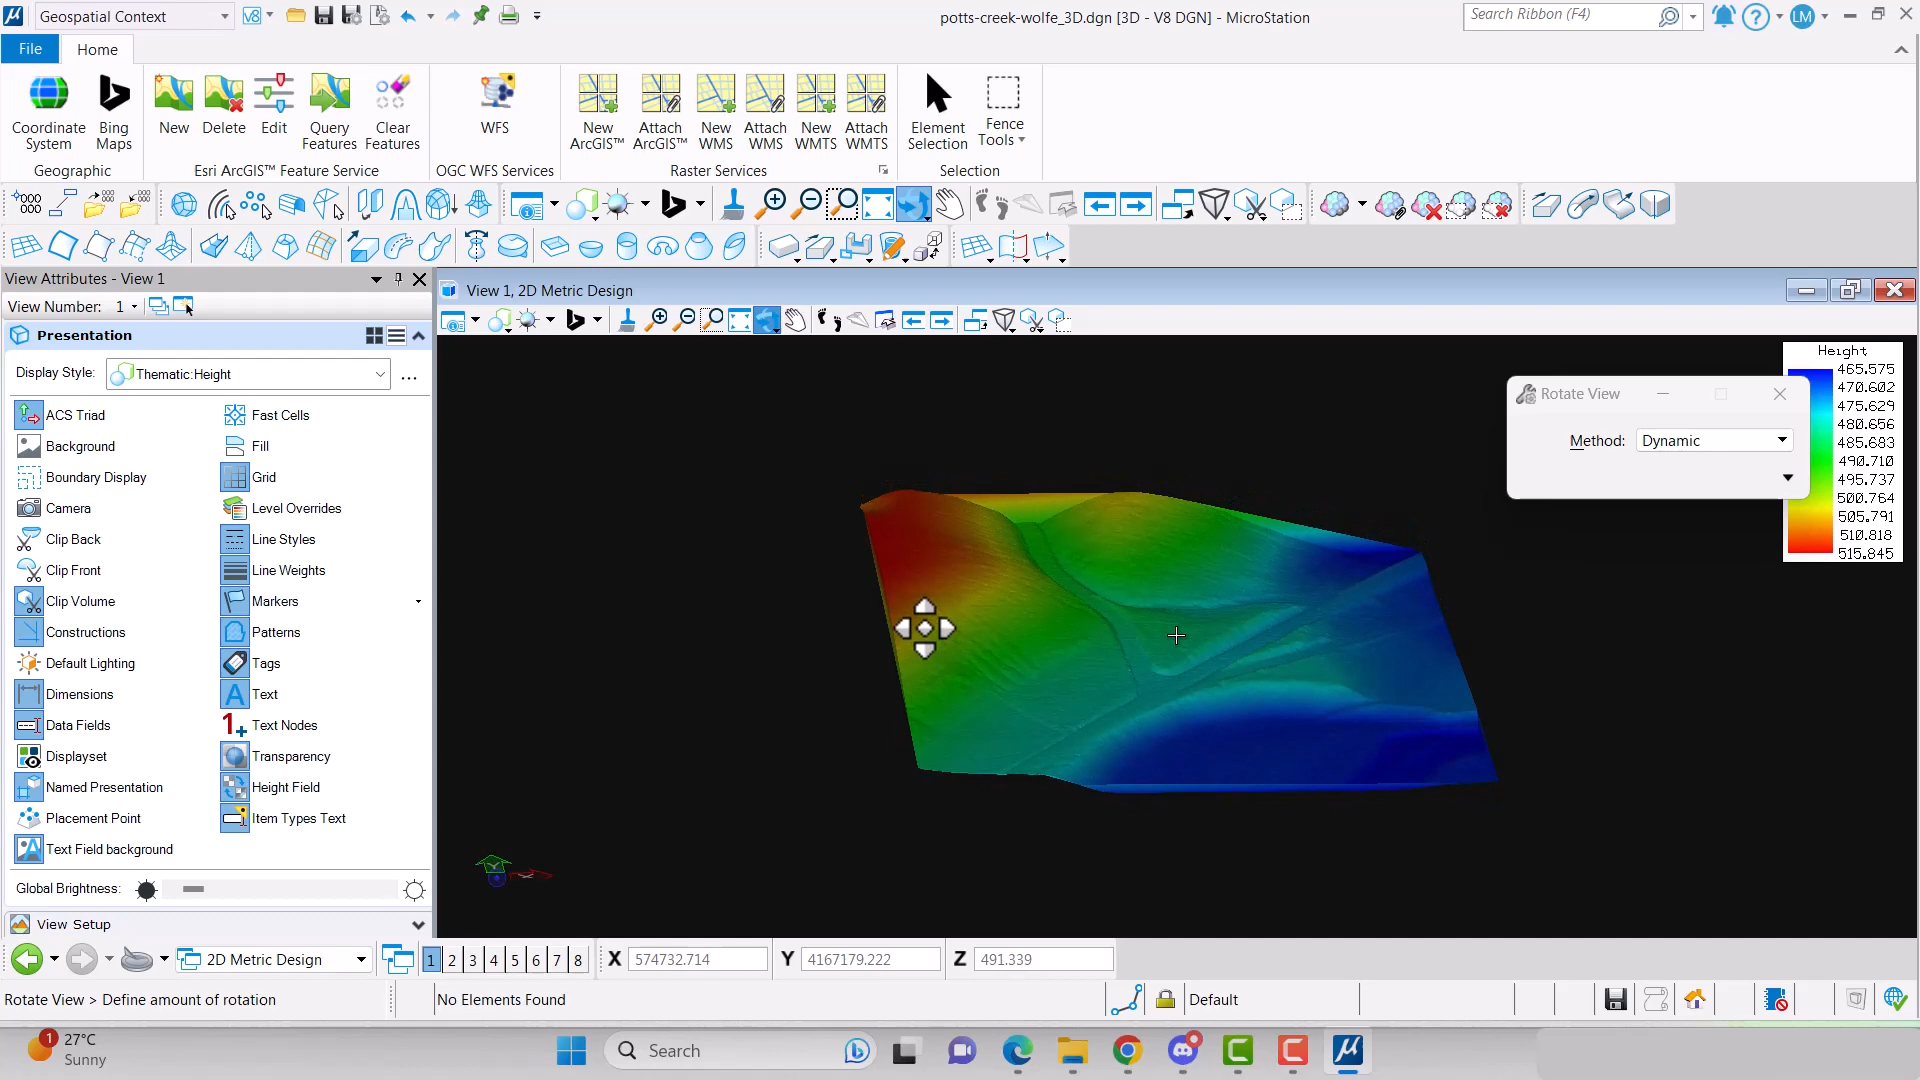 Geospatial Context
V8
potts-creek-wolfe_3D.dgn [3D - V8 DGN] - MicroStation
Search Ribbon (F4)
LM
File
Home
Coordinate System
Bing Maps
New
Delete
Edit
Query Features
Clear Features
WFS
New ArcGIS™
Attach ArcGIS™
New WMS
Attach WMS
New WMTS
Attach WMTS
Element Selection
Fence Tools
Geographic
Esri ArcGIS™ Feature Service
OGC WFS Services
Raster Services
Selection
View Attributes - View 1
View Number: 1
Presentation
Display Style: Thematic:Height
...
ACS Triad
Fast Cells
Background
Fill
Boundary Display
Grid
Camera
Level Overrides
Clip Back
Line Styles
Clip Front
Line Weights
Clip Volume
Markers
Constructions
Patterns
Default Lighting
Tags
Dimensions
Text
Data Fields
Text Nodes
Displayset
Transparency
Named Presentation
Height Field
Placement Point
Item Types Text
Text Field background
Global Brightness:
View Setup
View 1, 2D Metric Design
Height
465.575
470.602
475.629
480.656
485.683
490.710
495.737
500.764
505.791
510.818
515.845
Rotate View
Method: Dynamic
2D Metric Design
1 2 3 4 5 6 7 8
X 574732.714
Y 4167179.222
Z 491.339
Rotate View > Define amount of rotation
No Elements Found
Default
1
27°C
Sunny
Search